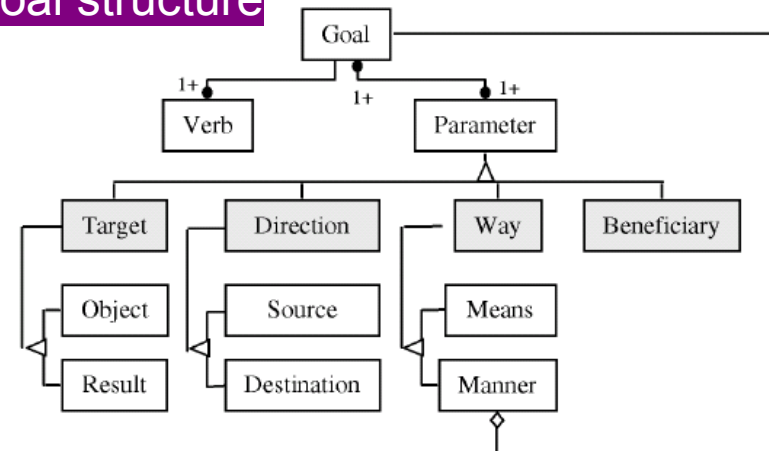 oal structure
Goal
1+
1+
1+
Verb
Parameter
Target
Direction
Way
Beneficiary
Object
Source
Means
Result
Destination
Manner